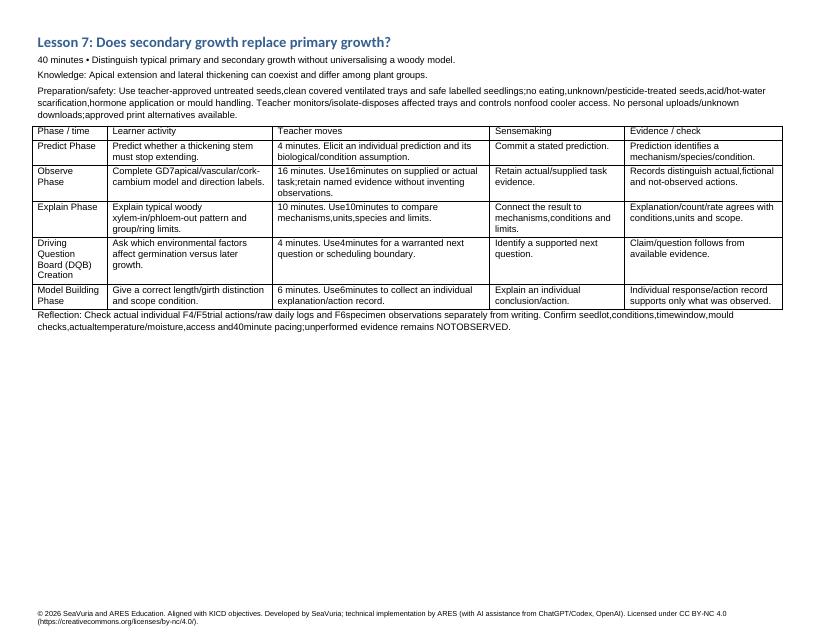 Lesson 7: Does secondary growth replace primary growth?
40 minutes • Distinguish typical primary and secondary growth without universalising a woody model.
Knowledge: Apical extension and lateral thickening can coexist and differ among plant groups.
Preparation/safety: Use teacher-approved untreated seeds,clean covered ventilated trays and safe labelled seedlings;no eating,unknown/pesticide-treated seeds,acid/hot-water
scarification,hormone application or mould handling. Teacher monitors/isolate-disposes affected trays and controls nonfood cooler access. No personal uploads/unknown
downloads;approved print alternatives available.
Phase / time
Learner activity
Teacher moves
Sensemaking
Evidence / check
Predict Phase
Predict whether a thickening stem
must stop extending.
4 minutes. Elicit an individual prediction and its
biological/condition assumption.
Commit a stated prediction.
Prediction identifies a
mechanism/species/condition.
Observe
Phase
Complete GD7apical/vascular/cork-
cambium model and direction labels.
16 minutes. Use16minutes on supplied or actual
task;retain named evidence without inventing
observations.
Retain actual/supplied task
evidence.
Records distinguish actual,fictional
and not-observed actions.
Explain Phase
Explain typical woody
xylem-in/phloem-out pattern and
group/ring limits.
10 minutes. Use10minutes to compare
mechanisms,units,species and limits.
Connect the result to
mechanisms,conditions and
limits.
Explanation/count/rate agrees with
conditions,units and scope.
Driving
Question
Board (DQB)
Creation
Ask which environmental factors
affect germination versus later
growth.
4 minutes. Use4minutes for a warranted next
question or scheduling boundary.
Identify a supported next
question.
Claim/question follows from
available evidence.
Model Building
Phase
Give a correct length/girth distinction
and scope condition.
6 minutes. Use6minutes to collect an individual
explanation/action record.
Explain an individual
conclusion/action.
Individual response/action record
supports only what was observed.
Reflection: Check actual individual F4/F5trial actions/raw daily logs and F6specimen observations separately from writing. Confirm seedlot,conditions,timewindow,mould
checks,actualtemperature/moisture,access and40minute pacing;unperformed evidence remains NOTOBSERVED.
© 2026 SeaVuria and ARES Education. Aligned with KICD objectives. Developed by SeaVuria; technical implementation by ARES (with AI assistance from ChatGPT/Codex, OpenAI). Licensed under CC BY-NC 4.0
(https://creativecommons.org/licenses/by-nc/4.0/).